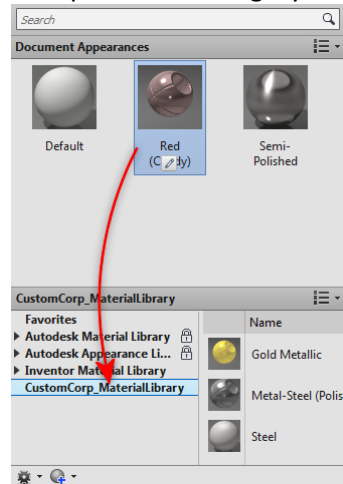 Search
Document Appearances
Default
Red
(C dy)
Semi-
Polished
CustomCorp_MaterialLibrary
Favorites
Name
Autodesk Material Library
Autodesk Appearance Li...
Inventor Material Library
CustomCorp_MaterialLibrary
Gold Metallic
Metal-Steel (Polis
Steel